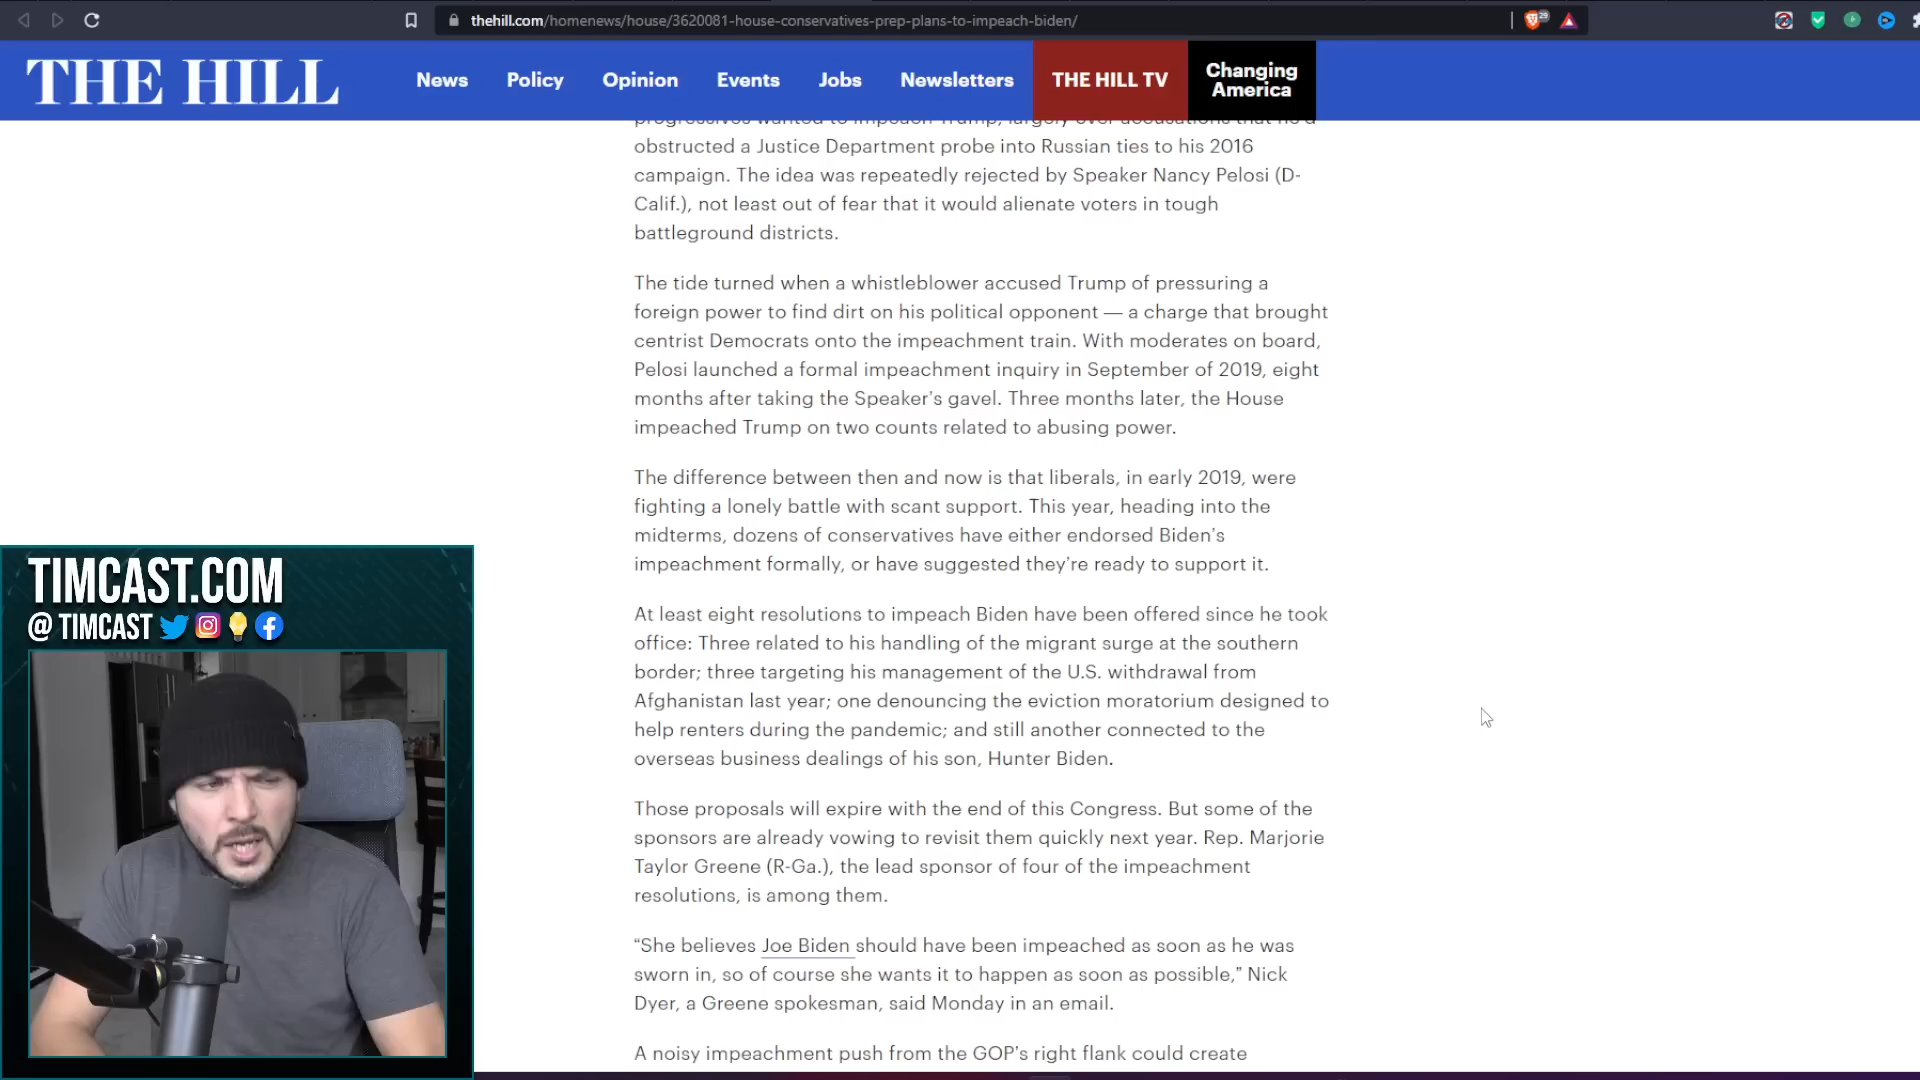 thehill.com/homenews/house/3620081-house-conservatives-prep-plans-to-impeach-biden/
29
THE HILL
News
Policy
Opinion
Events
Jobs
Newsletters
THE HILL TV
Changing
America
progressives wanted to impeach Trump, largely over accusations that he'd
obstructed a Justice Department probe into Russian ties to his 2016
campaign. The idea was repeatedly rejected by Speaker Nancy Pelosi (D-
Calif.), not least out of fear that it would alienate voters in tough
battleground districts.
The tide turned when a whistleblower accused Trump of pressuring a
foreign power to find dirt on his political opponent — a charge that brought
centrist Democrats onto the impeachment train. With moderates on board,
Pelosi launched a formal impeachment inquiry in September of 2019, eight
months after taking the Speaker's gavel. Three months later, the House
impeached Trump on two counts related to abusing power.
The difference between then and now is that liberals, in early 2019, were
fighting a lonely battle with scant support. This year, heading into the
midterms, dozens of conservatives have either endorsed Biden's
impeachment formally, or have suggested they're ready to support it.
At least eight resolutions to impeach Biden have been offered since he took
office: Three related to his handling of the migrant surge at the southern
border; three targeting his management of the U.S. withdrawal from
Afghanistan last year; one denouncing the eviction moratorium designed to
help renters during the pandemic; and still another connected to the
overseas business dealings of his son, Hunter Biden.
Those proposals will expire with the end of this Congress. But some of the
sponsors are already vowing to revisit them quickly next year. Rep. Marjorie
Taylor Greene (R-Ga.), the lead sponsor of four of the impeachment
resolutions, is among them.
“She believes Joe Biden should have been impeached as soon as he was
sworn in, so of course she wants it to happen as soon as possible,” Nick
Dyer, a Greene spokesman, said Monday in an email.
A noisy impeachment push from the GOP's right flank could create
TIMCAST.COM
@ TIMCAST